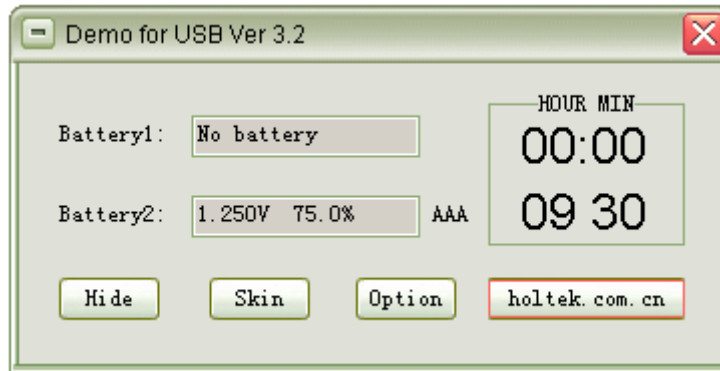 Demo for USB Ver 3.2
HOUR MIN
Battery1: No battery
00:00
Battery2: 1.250V 75.0% AAA
09 30
Hide Skin Option holtek.com.cn